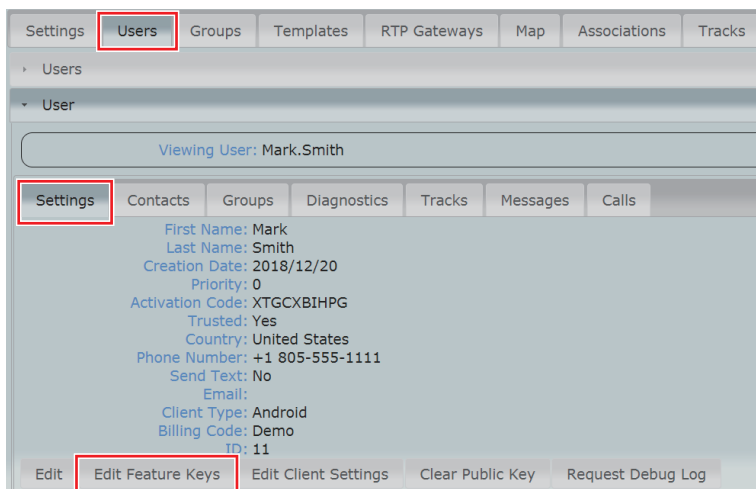 Settings Users Groups Templates RTP Gateways Map Associations Tracks
Users
User
Viewing User: Mark.Smith
Settings Contacts Groups Diagnostics Tracks Messages Calls
First Name: Mark
Last Name: Smith
Creation Date: 2018/12/20
Priority: 0
Activation Code: XTGCXBIHPG
Trusted: Yes
Country: United States
Phone Number: +1 805-555-1111
Send Text: No
Email:
Client Type: Android
Billing Code: Demo
ID: 11
Edit Edit Feature Keys Edit Client Settings Clear Public Key Request Debug Log